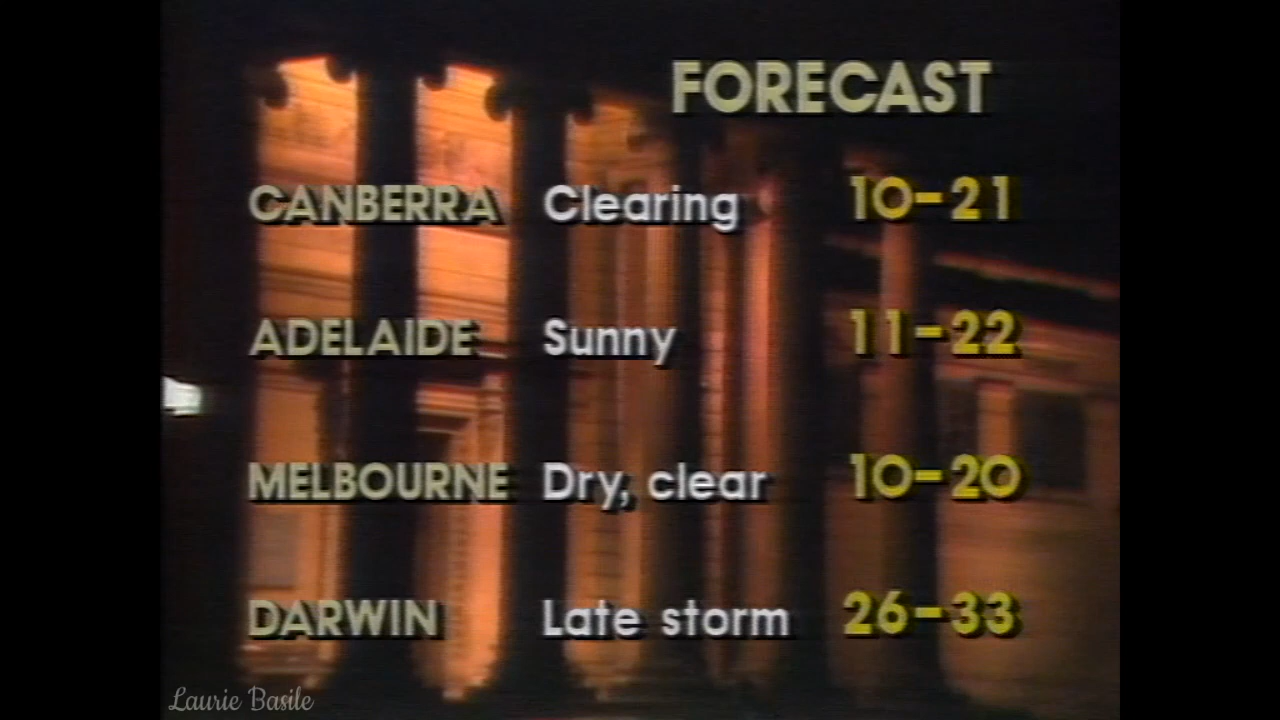 FORECAST
CANBERRA Clearing 10-21
ADELAIDE Sunny 11-22
MELBOURNE Dry, clear 10-20
DARWIN Late storm 26-33
Laurie Basile